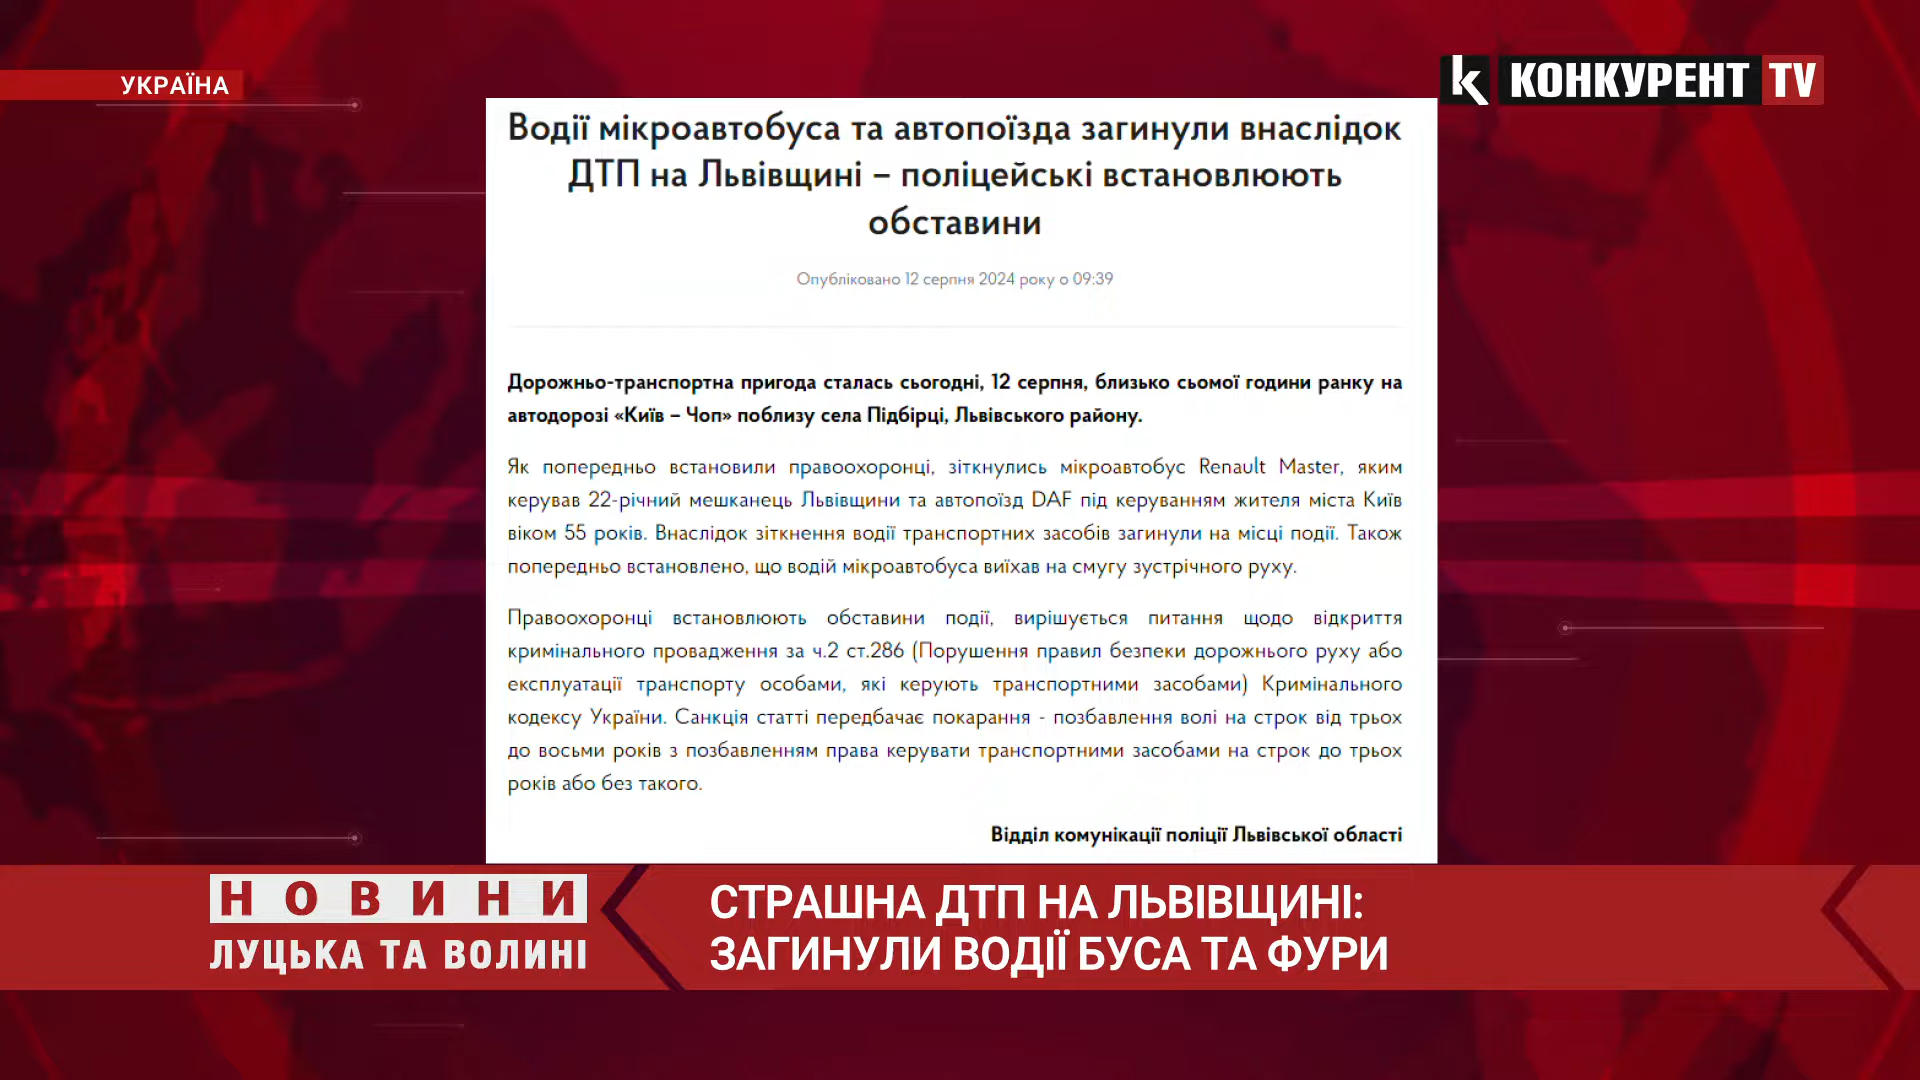 УКРАЇНА
k КОНКУРЕНТ TV
Водії мікроавтобуса та автопоїзда загинули внаслідок
ДТП на Львівщині – поліцейські встановлюють
обставини
Опубліковано 12 серпня 2024 року о 09:39
Дорожньо-транспортна пригода сталась сьогодні, 12 серпня, близько сьомої години ранку на
автодорозі «Київ – Чоп» поблизу села Підбірці, Львівського району.
Як попередньо встановили правоохоронці, зіткнулись мікроавтобус Renault Master, яким
керував 22-річний мешканець Львівщини та автопоїзд DAF під керуванням жителя міста Київ
віком 55 років. Внаслідок зіткнення водії транспортних засобів загинули на місці події. Також
попередньо встановлено, що водій мікроавтобуса виїхав на смугу зустрічного руху.
Правоохоронці встановлюють обставини події, вирішується питання щодо відкриття
кримінального провадження за ч.2 ст.286 (Порушення правил безпеки дорожнього руху або
експлуатації транспорту особами, які керують транспортними засобами) Кримінального
кодексу України. Санкція статті передбачає покарання - позбавлення волі на строк від трьох
до восьми років з позбавленням права керувати транспортними засобами на строк до трьох
років або без такого.
Відділ комунікації поліції Львівської області
НОВИНИ
ЛУЦЬКА ТА ВОЛИНІ
СТРАШНА ДТП НА ЛЬВІВЩИНІ:
ЗАГИНУЛИ ВОДІЇ БУСА ТА ФУРИ